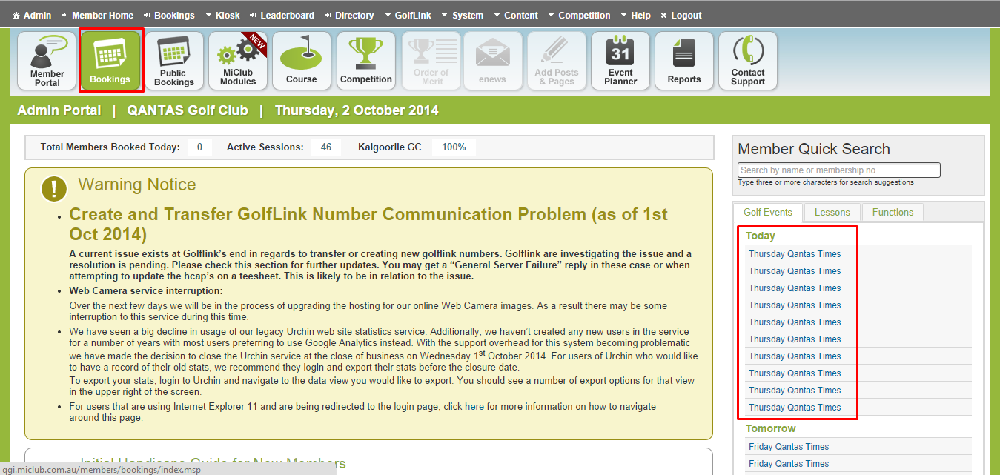 Admin Member Home Bookings Kiosk Leaderboard Directory GolfLink System Content Competition Help Logout
Member Portal
Bookings
Public Bookings
NEW
MiClub Modules
Course
Competition
Order of Merit
enews
Add Posts & Pages
31
Event Planner
Reports
Contact Support
Admin Portal | QANTAS Golf Club | Thursday, 2 October 2014
Total Members Booked Today: 0 Active Sessions: 46 Kalgoorlie GC 100%
! Warning Notice
• Create and Transfer GolfLink Number Communication Problem (as of 1st
Oct 2014)
A current issue exists at Golflink's end in regards to transfer or creating new golflink numbers. Golflink are investigating the issue and a
resolution is pending. Please check this section for further updates. You may get a “General Server Failure” reply in these case or when
attempting to update the hcap's on a teesheet. This is likely to be in relation to the issue.
• Web Camera service interruption:
Over the next few days we will be in the process of upgrading the hosting for our online Web Camera images. As a result there may be some
interruption to this service during this time.
• We have seen a big decline in usage of our legacy Urchin web site statistics service. Additionally, we haven't created any new users in the service
for a number of years with most users preferring to use Google Analytics instead. With the support overhead for this system becoming problematic
we have made the decision to close the Urchin service at the close of business on Wednesday 1st October 2014. For users of Urchin who would like
to have a record of their old stats, we recommend they login and export their stats before the closure date.
To export your stats, login to Urchin and navigate to the data view you would like to export. You should see a number of export options for that view
in the upper right of the screen.
• For users that are using Internet Explorer 11 and are being redirected to the login page, click here for more information on how to navigate
around this page.
Initial Handicaps Guide for New Members
qgi.miclub.com.au/members/bookings/index.msp
Member Quick Search
Search by name or membership no.
Type three or more characters for search suggestions
Golf Events Lessons Functions
Today
Thursday Qantas Times
Thursday Qantas Times
Thursday Qantas Times
Thursday Qantas Times
Thursday Qantas Times
Thursday Qantas Times
Thursday Qantas Times
Thursday Qantas Times
Thursday Qantas Times
Thursday Qantas Times
Tomorrow
Friday Qantas Times
Friday Qantas Times